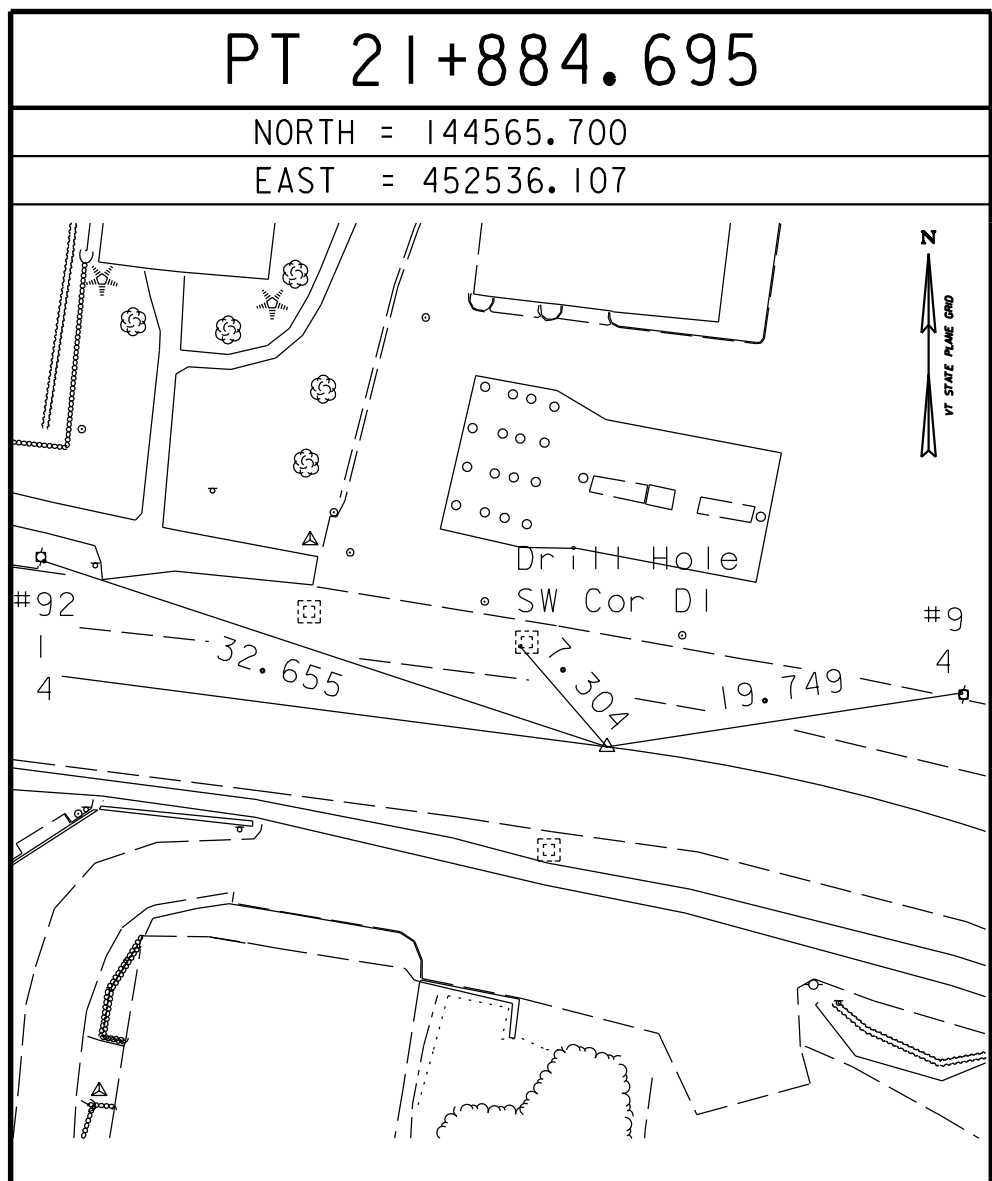 PT 21+884.695
NORTH = 144565.700
EAST = 452536.107
N
VT STATE PLANE GRID
Drill Hole
SW Cor DI
#92
1
4
32.655
7.304
19.749
#9
4